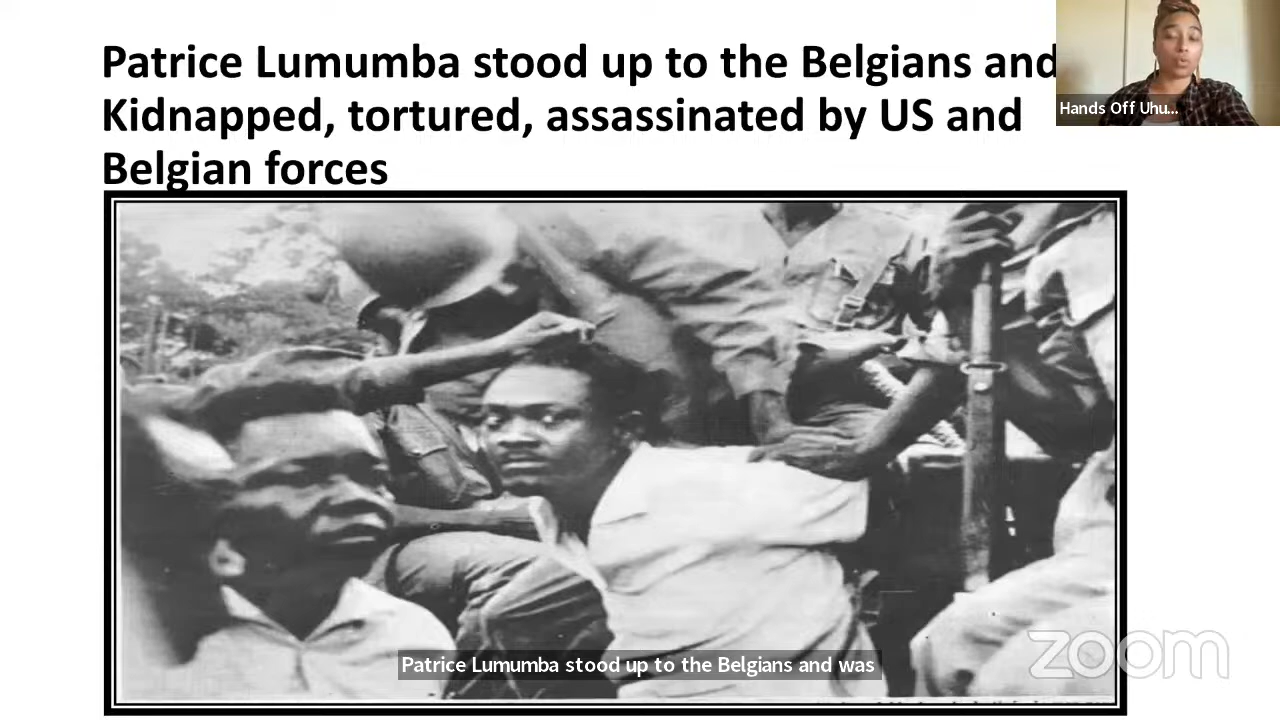 Patrice Lumumba stood up to the Belgians and
Kidnapped, tortured, assassinated by US and
Belgian forces
Hands Off Uhu...
Patrice Lumumba stood up to the Belgians and was
zoom